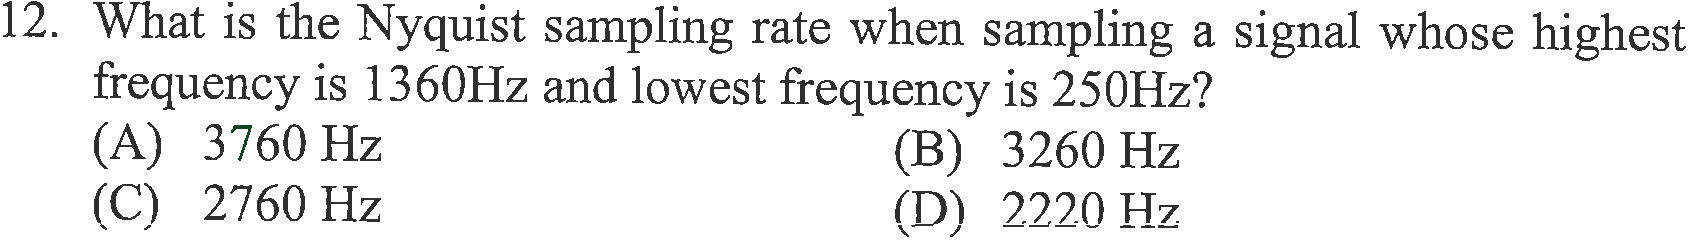 12. What is the Nyquist sampling rate when sampling a signal whose highest
frequency is 1360Hz and lowest frequency is 250Hz?
(A) 3760 Hz (B) 3260 Hz
(C) 2760 Hz (D) 2220 Hz